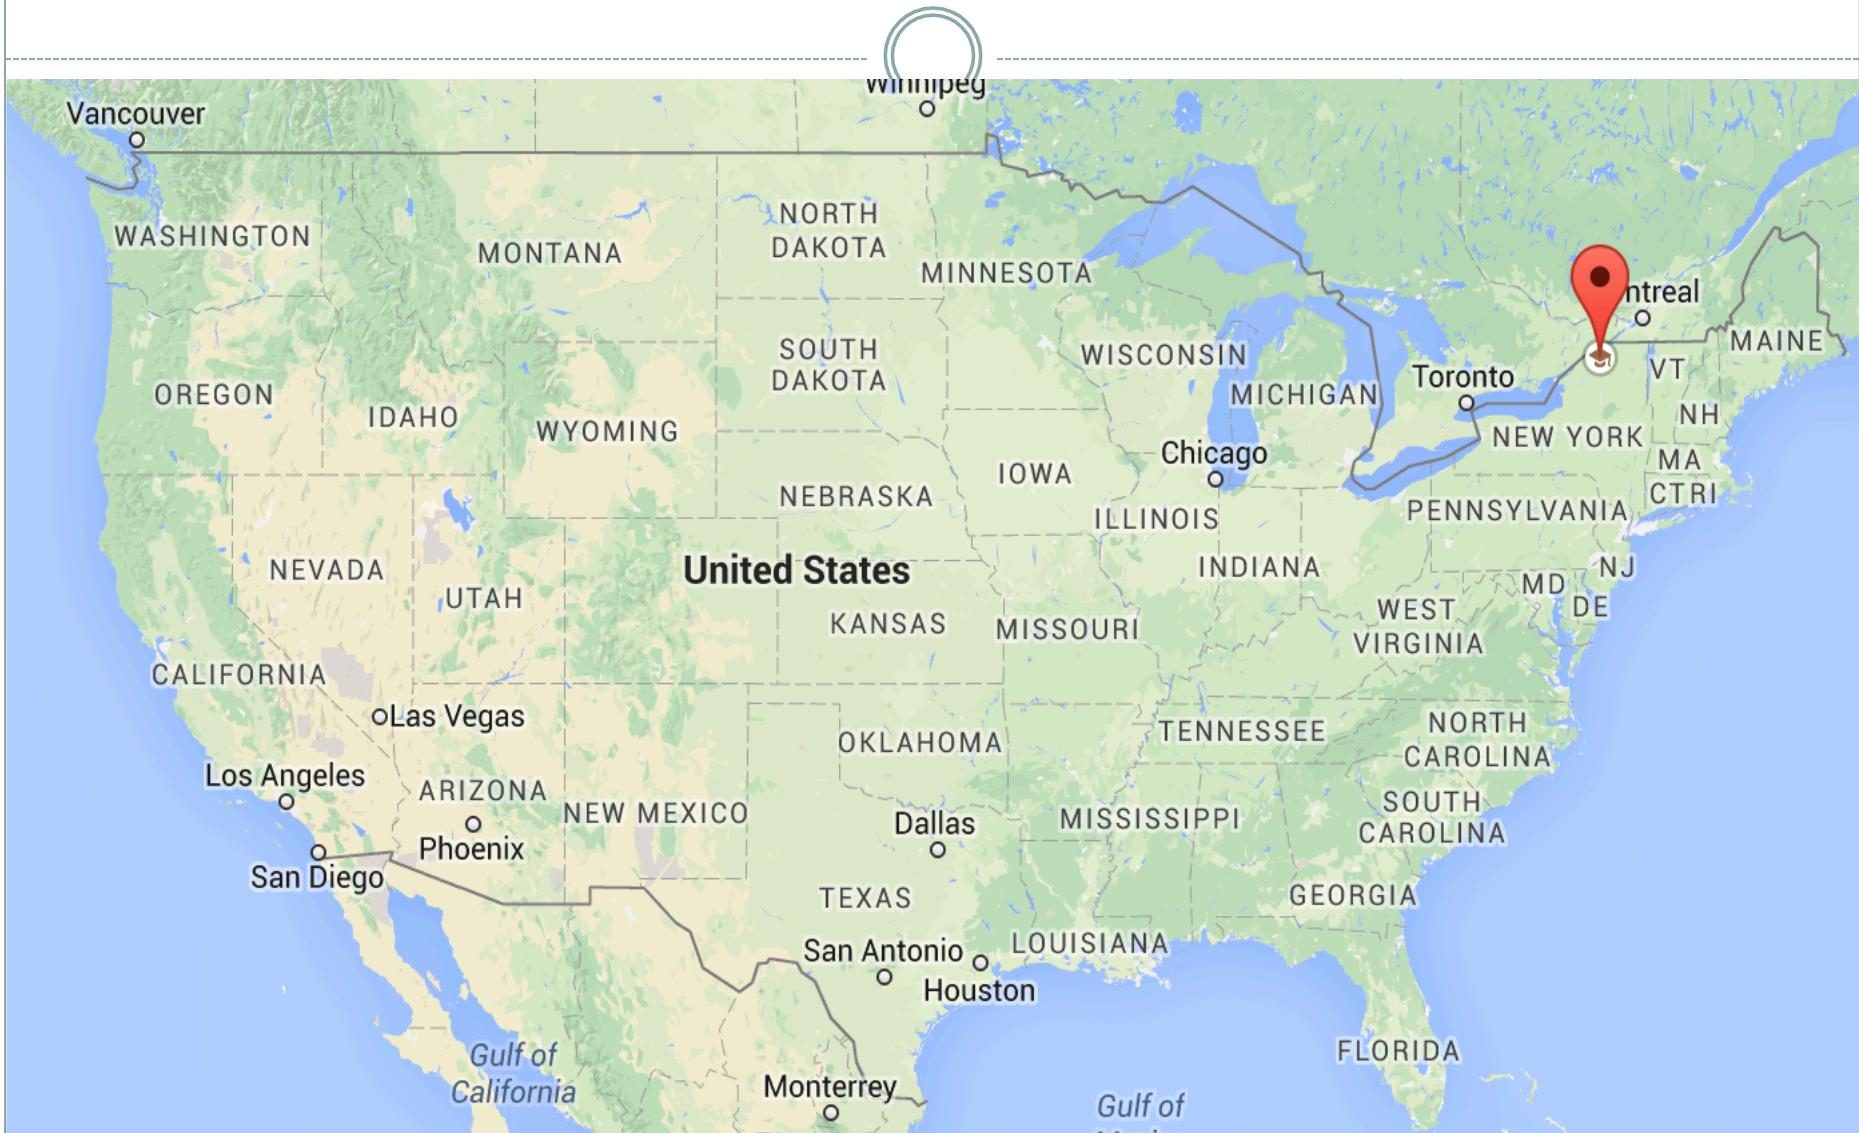 Winnipeg
Vancouver
WASHINGTON
MONTANA
NORTH
DAKOTA
MINNESOTA
ntreal
MAINE
OREGON
IDAHO
WYOMING
SOUTH
DAKOTA
WISCONSIN
MICHIGAN
Toronto
VT
NH
NEW YORK
MA
CTRI
Chicago
IOWA
NEBRASKA
ILLINOIS
INDIANA
PENNSYLVANIA
NJ
MD
DE
NEVADA
UTAH
United States
KANSAS
MISSOURI
WEST
VIRGINIA
CALIFORNIA
Las Vegas
Los Angeles
ARIZONA
Phoenix
San Diego
NEW MEXICO
OKLAHOMA
TENNESSEE
NORTH
CAROLINA
SOUTH
CAROLINA
Dallas
MISSISSIPPI
TEXAS
GEORGIA
San Antonio
LOUISIANA
Houston
FLORIDA
Gulf of
California
Monterrey
Gulf of